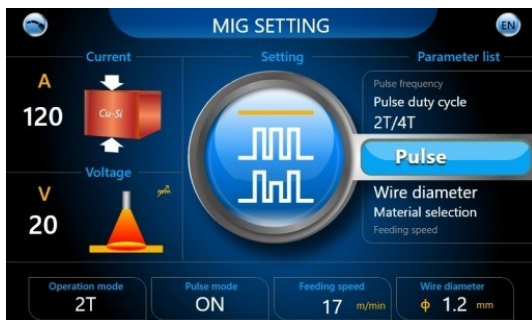 MIG SETTING
EN
Current
A
120
Cu-Si
Voltage
V
20
Setting
Parameter list
Pulse frequency
Pulse duty cycle
2T/4T
Pulse
Wire diameter
Material selection
Feeding speed
Operation mode
2T
Pulse mode
ON
Feeding speed
17 m/min
Wire diameter
ϕ 1.2 mm